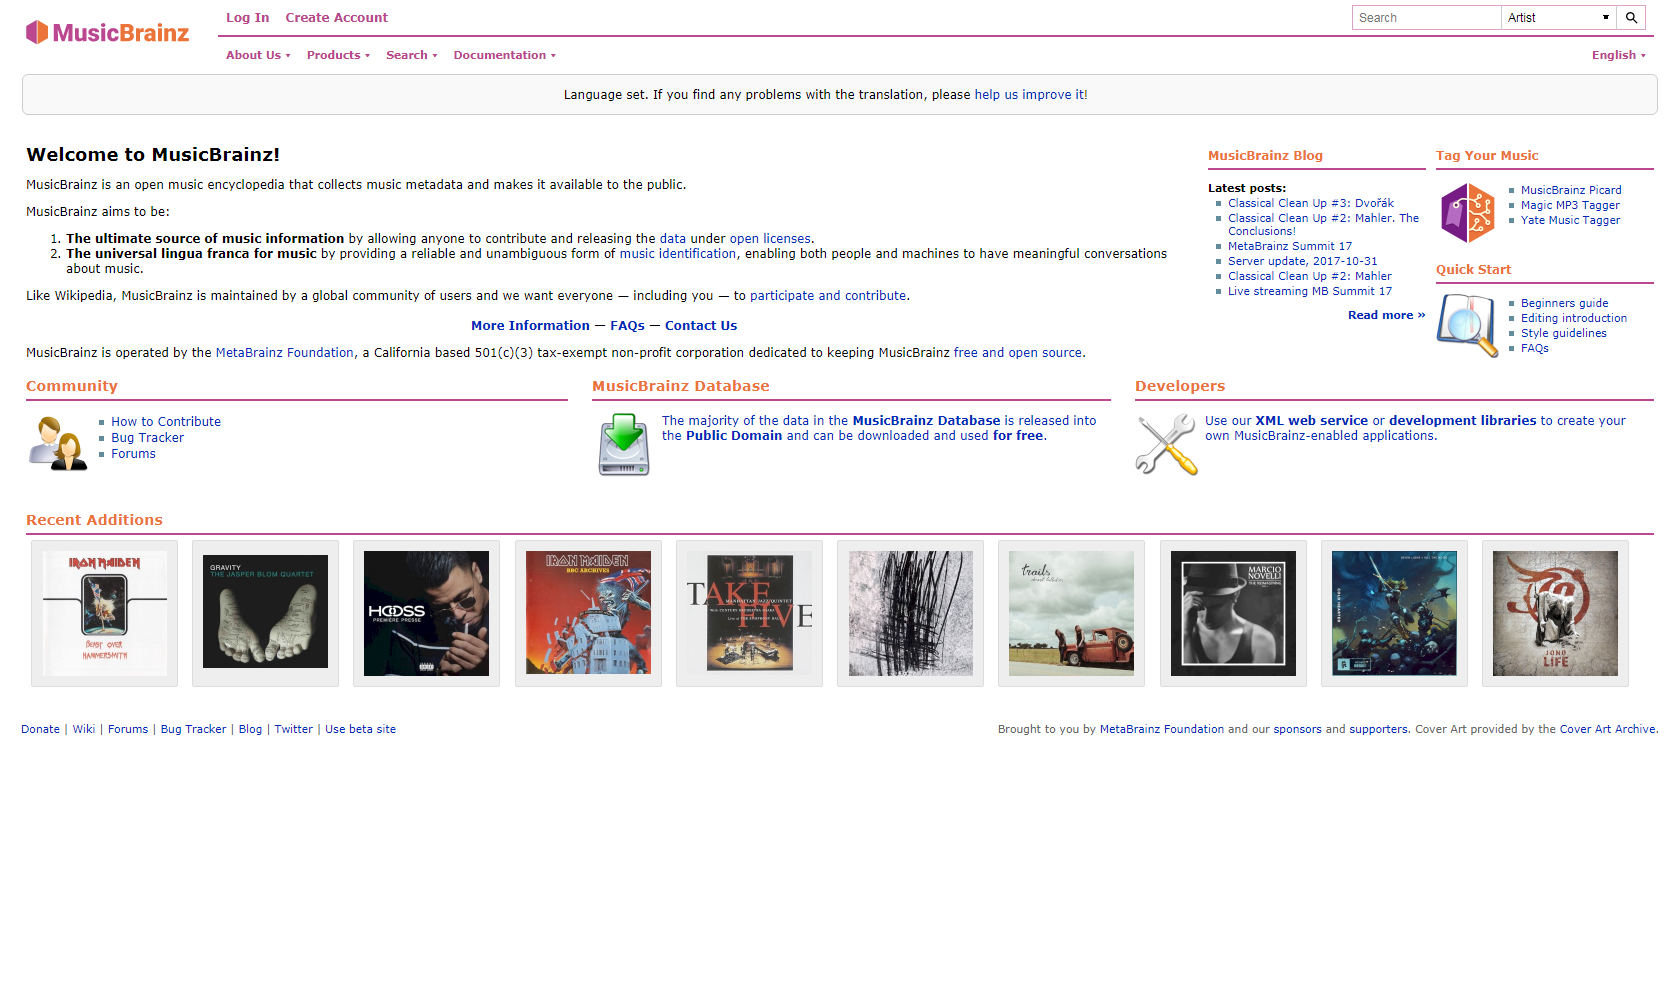 MusicBrainz
Log In Create Account
Search Artist
About Us Products Search Documentation English
Language set. If you find any problems with the translation, please help us improve it!
Welcome to MusicBrainz!
MusicBrainz is an open music encyclopedia that collects music metadata and makes it available to the public.
MusicBrainz aims to be:
1. The ultimate source of music information by allowing anyone to contribute and releasing the data under open licenses.
2. The universal lingua franca for music by providing a reliable and unambiguous form of music identification, enabling both people and machines to have meaningful conversations
about music.
Like Wikipedia, MusicBrainz is maintained by a global community of users and we want everyone — including you — to participate and contribute.
More Information — FAQs — Contact Us
MusicBrainz is operated by the MetaBrainz Foundation, a California based 501(c)(3) tax-exempt non-profit corporation dedicated to keeping MusicBrainz free and open source.
MusicBrainz Blog
Latest posts:
Classical Clean Up #3: Dvořák
Classical Clean Up #2: Mahler. The
Conclusions!
MetaBrainz Summit 17
Server update, 2017-10-31
Classical Clean Up #2: Mahler
Live streaming MB Summit 17
Read more »
Tag Your Music
MusicBrainz Picard
Magic MP3 Tagger
Yate Music Tagger
Quick Start
Beginners guide
Editing introduction
Style guidelines
FAQs
Community
How to Contribute
Bug Tracker
Forums
MusicBrainz Database
The majority of the data in the MusicBrainz Database is released into
the Public Domain and can be downloaded and used for free.
Developers
Use our XML web service or development libraries to create your
own MusicBrainz-enabled applications.
Recent Additions
IRON MAIDEN
BEAST OVER
HAMMERSMITH
GRAVITY
THE JASPER BLOM QUARTET
HOOSS
PREMIÈRE PRESSE
IRON MAIDEN
BBC ARCHIVES
TAKE
MANHATTAN JAZZ QUINTET
FIVE
trails
MARCIO
NOVELLI
JOND
LIFE
Donate | Wiki | Forums | Bug Tracker | Blog | Twitter | Use beta site
Brought to you by MetaBrainz Foundation and our sponsors and supporters. Cover Art provided by the Cover Art Archive.